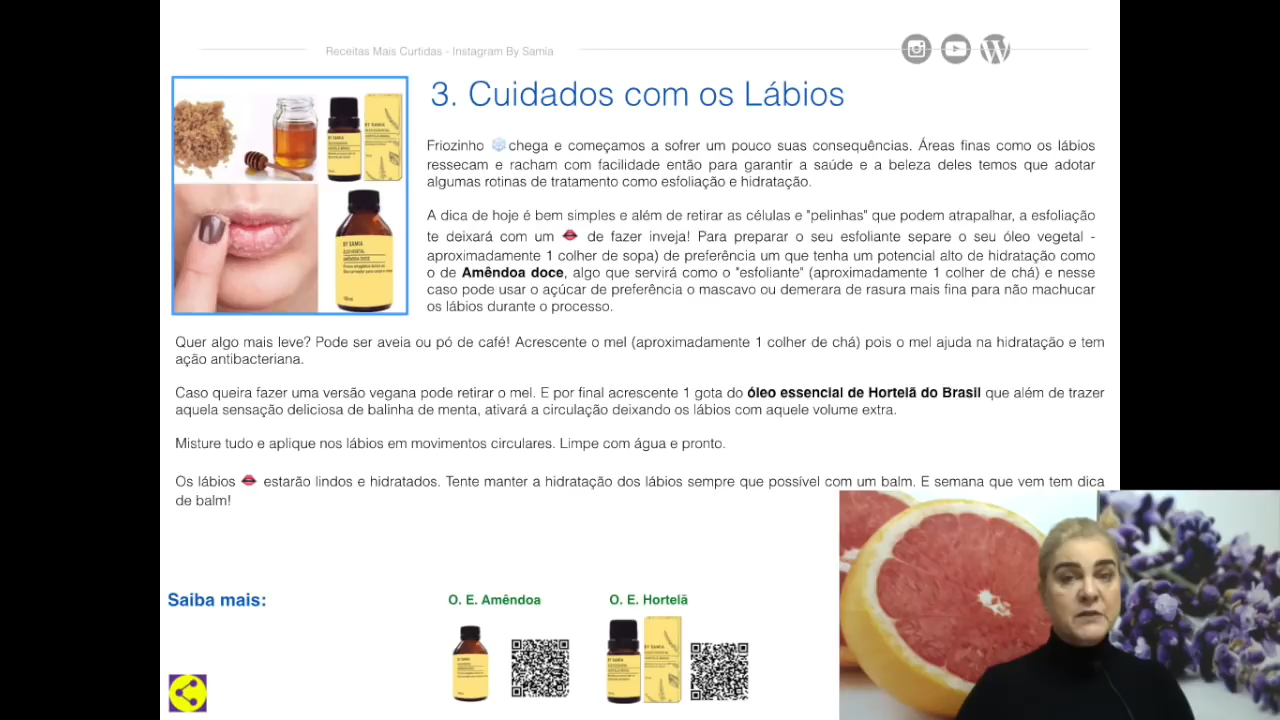 Receitas Mais Curtidas - Instagram By Samia
3. Cuidados com os Lábios
Friozinho ❄️chega e começamos a sofrer um pouco suas consequências. Áreas finas como os lábios
ressecam e racham com facilidade então para garantir a saúde e a beleza deles temos que adotar
algumas rotinas de tratamento como esfoliação e hidratação.
A dica de hoje é bem simples e além de retirar as células e "pelinhas" que podem atrapalhar, a esfoliação
te deixará com um 👄 de fazer inveja! Para preparar o seu esfoliante separe o seu óleo vegetal -
aproximadamente 1 colher de sopa) de preferencia um que tenha um potencial alto de hidratação como
o de Amêndoa doce, algo que servirá como o "esfoliante" (aproximadamente 1 colher de chá) e nesse
caso pode usar o açúcar de preferência o mascavo ou demerara de rasura mais fina para não machucar
os lábios durante o processo.
Quer algo mais leve? Pode ser aveia ou pó de café! Acrescente o mel (aproximadamente 1 colher de chá) pois o mel ajuda na hidratação e tem
ação antibacteriana.
Caso queira fazer uma versão vegana pode retirar o mel. E por final acrescente 1 gota do óleo essencial de Hortelã do Brasil que além de trazer
aquela sensação deliciosa de balinha de menta, ativará a circulação deixando os lábios com aquele volume extra.
Misture tudo e aplique nos lábios em movimentos circulares. Limpe com água e pronto.
Os lábios 👄 estarão lindos e hidratados. Tente manter a hidratação dos lábios sempre que possível com um balm. E semana que vem tem dica
de balm!
Saiba mais:
O. E. Amêndoa
O. E. Hortelã
BY SAMIA
BY SAMIA
BY SAMIA